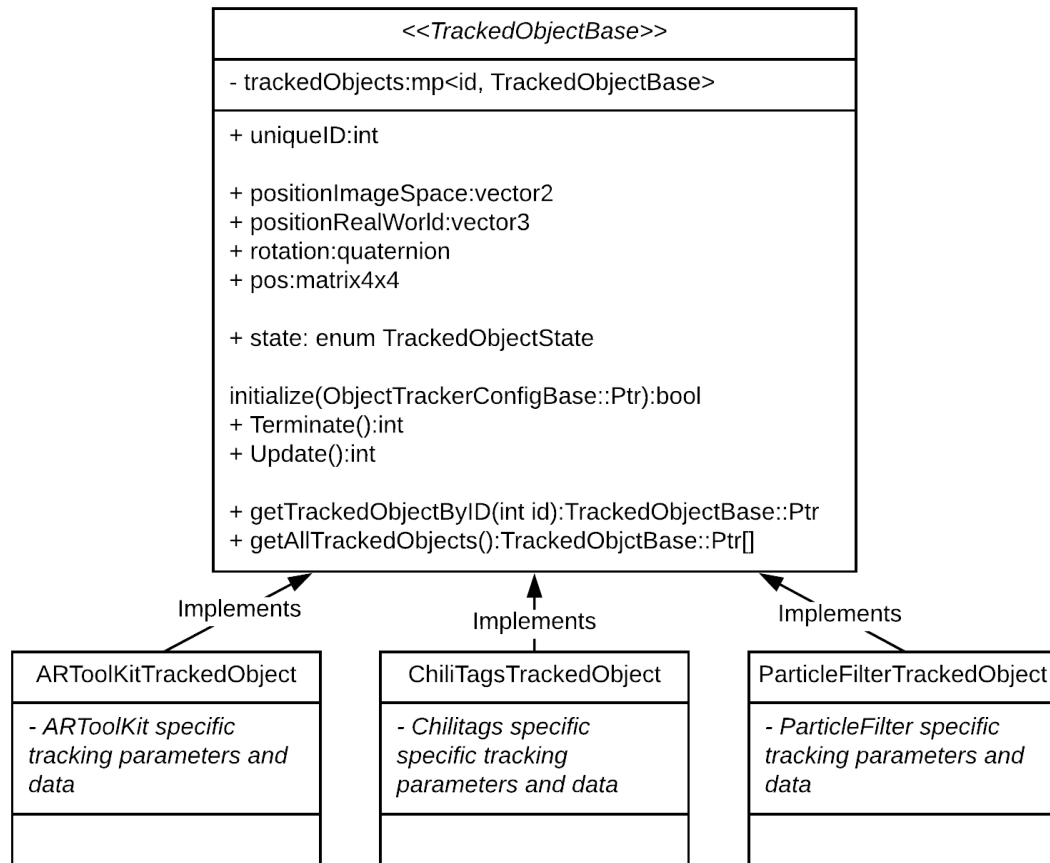 <<TrackedObjectBase>>
- trackedObjects:mp<id, TrackedObjectBase>
+ uniqueID:int
+ positionImageSpace:vector2
+ positionRealWorld:vector3
+ rotation:quaternion
+ pos:matrix4x4
+ state: enum TrackedObjectState
initialize(ObjectTrackerConfigBase::Ptr):bool
+ Terminate():int
+ Update():int
+ getTrackedObjectByID(int id):TrackedObjectBase::Ptr
+ getAllTrackedObjects():TrackedObjctBase::Ptr[]
Implements
Implements
Implements
ARToolKitTrackedObject
- ARToolKit specific
tracking parameters and
data
ChiliTagsTrackedObject
- Chilitags specific
specific tracking
parameters and data
ParticleFilterTrackedObject
- ParticleFilter specific
tracking parameters and
data